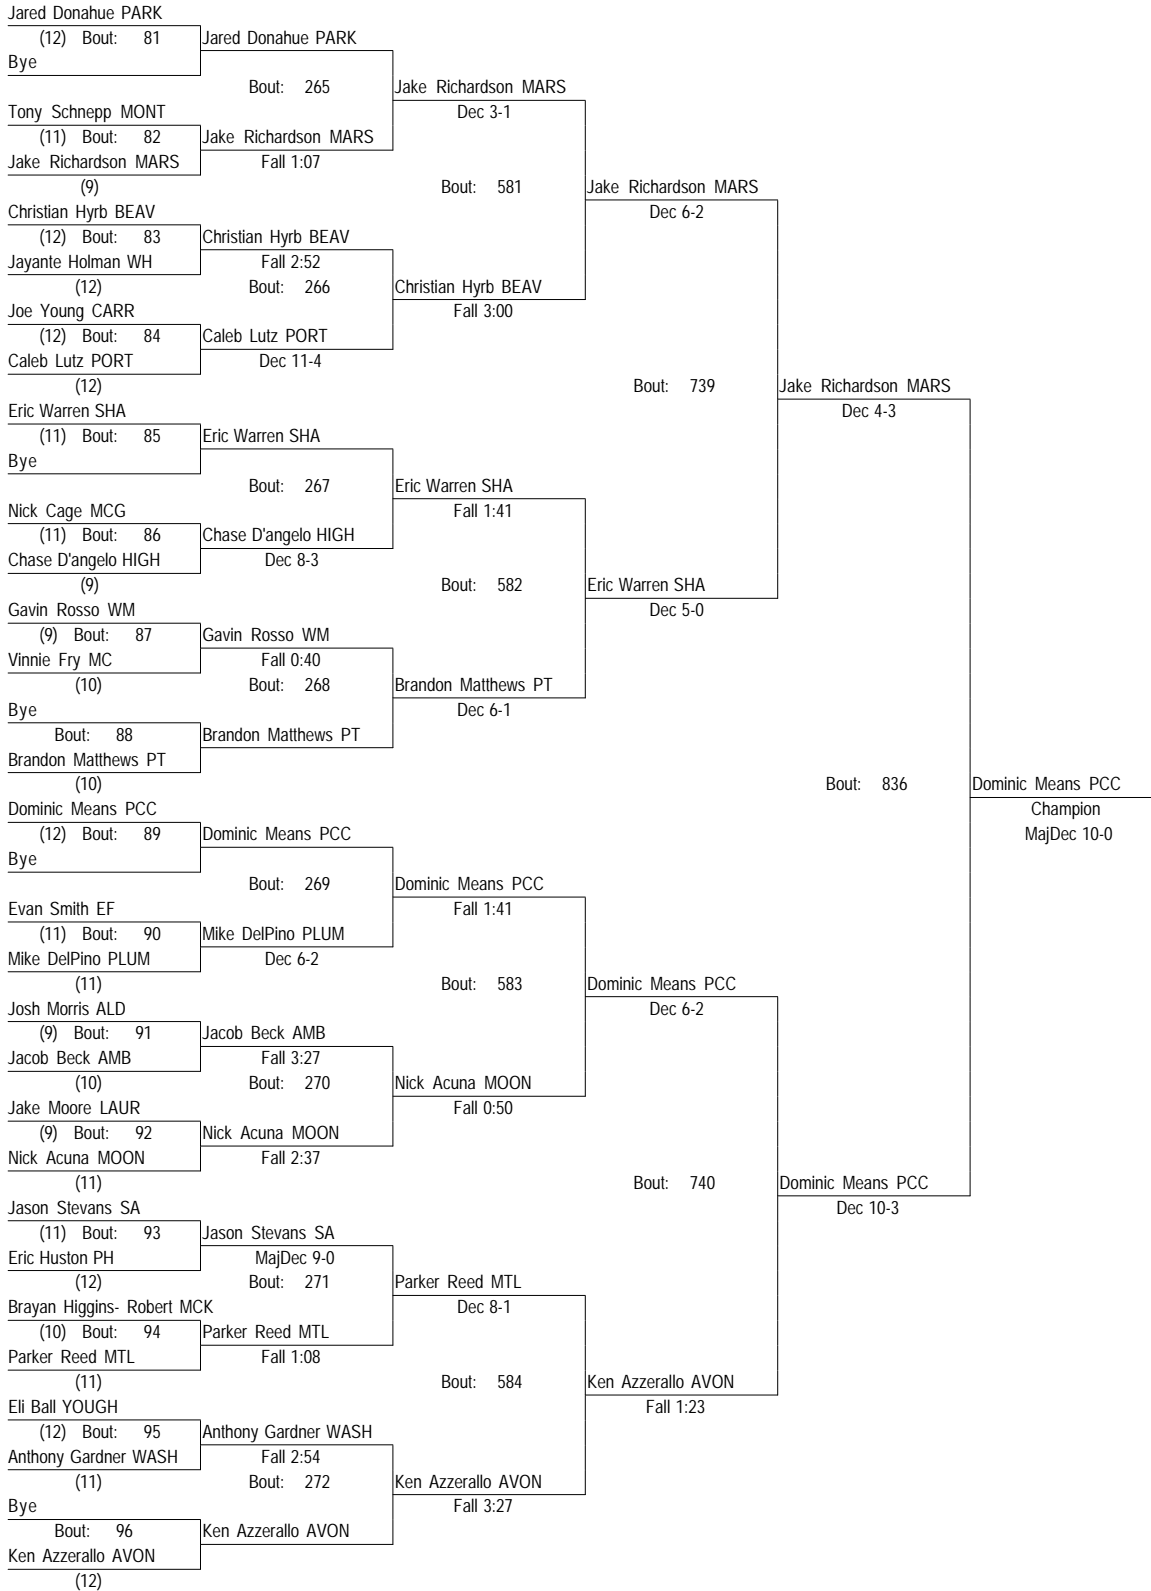 Jared Donahue PARK
(12) Bout: 81 Jared Donahue PARK
Bye
Bout: 265 Jake Richardson MARS
Tony Schnepp MONT Dec 3-1
(11) Bout: 82 Jake Richardson MARS
Jake Richardson MARS Fall 1:07
(9) Bout: 581 Jake Richardson MARS
Christian Hyrb BEAV Dec 6-2
(12) Bout: 83 Christian Hyrb BEAV
Jayante Holman WH Fall 2:52
(12) Bout: 266 Christian Hyrb BEAV
Joe Young CARR Fall 3:00
(12) Bout: 84 Caleb Lutz PORT
Caleb Lutz PORT Dec 11-4
(12) Bout: 739 Jake Richardson MARS
Eric Warren SHA Dec 4-3
(11) Bout: 85 Eric Warren SHA
Bye
Bout: 267 Eric Warren SHA
Nick Cage MCG Fall 1:41
(11) Bout: 86 Chase D'angelo HIGH
Chase D'angelo HIGH Dec 8-3
(9) Bout: 582 Eric Warren SHA
Gavin Rosso WM Dec 5-0
(9) Bout: 87 Gavin Rosso WM
Vinnie Fry MC Fall 0:40
(10) Bout: 268 Brandon Matthews PT
Bye Dec 6-1
Bout: 88 Brandon Matthews PT
Brandon Matthews PT
(10) Bout: 836 Dominic Means PCC
Dominic Means PCC Champion
(12) Bout: 89 Dominic Means PCC MajDec 10-0
Bye
Bout: 269 Dominic Means PCC
Evan Smith EF Fall 1:41
(11) Bout: 90 Mike DelPino PLUM
Mike DelPino PLUM Dec 6-2
(11) Bout: 583 Dominic Means PCC
Josh Morris ALD Dec 6-2
(9) Bout: 91 Jacob Beck AMB
Jacob Beck AMB Fall 3:27
(10) Bout: 270 Nick Acuna MOON
Jake Moore LAUR Fall 0:50
(9) Bout: 92 Nick Acuna MOON
Nick Acuna MOON Fall 2:37
(11) Bout: 740 Dominic Means PCC
Jason Stevans SA Dec 10-3
(11) Bout: 93 Jason Stevans SA
Eric Huston PH MajDec 9-0
(12) Bout: 271 Parker Reed MTL
Brayan Higgins- Robert MCK Dec 8-1
(10) Bout: 94 Parker Reed MTL
Parker Reed MTL Fall 1:08
(11) Bout: 584 Ken Azzerallo AVON
Eli Ball YOUGH Fall 1:23
(12) Bout: 95 Anthony Gardner WASH
Anthony Gardner WASH Fall 2:54
(11) Bout: 272 Ken Azzerallo AVON
Bye Fall 3:27
Bout: 96 Ken Azzerallo AVON
Ken Azzerallo AVON
(12)